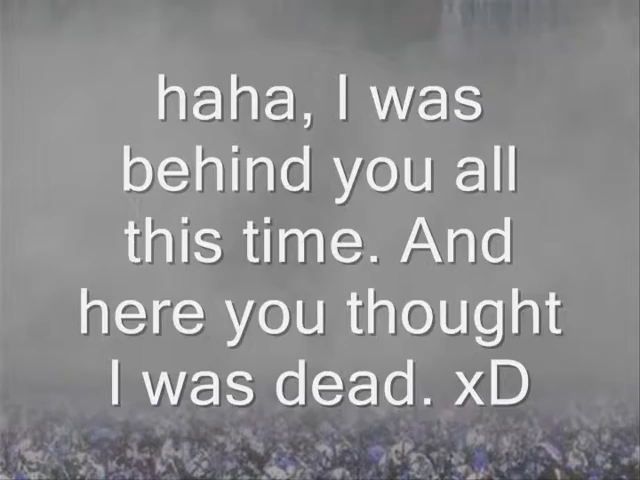 haha, I was
behind you all
this time. And
here you thought
I was dead. xD